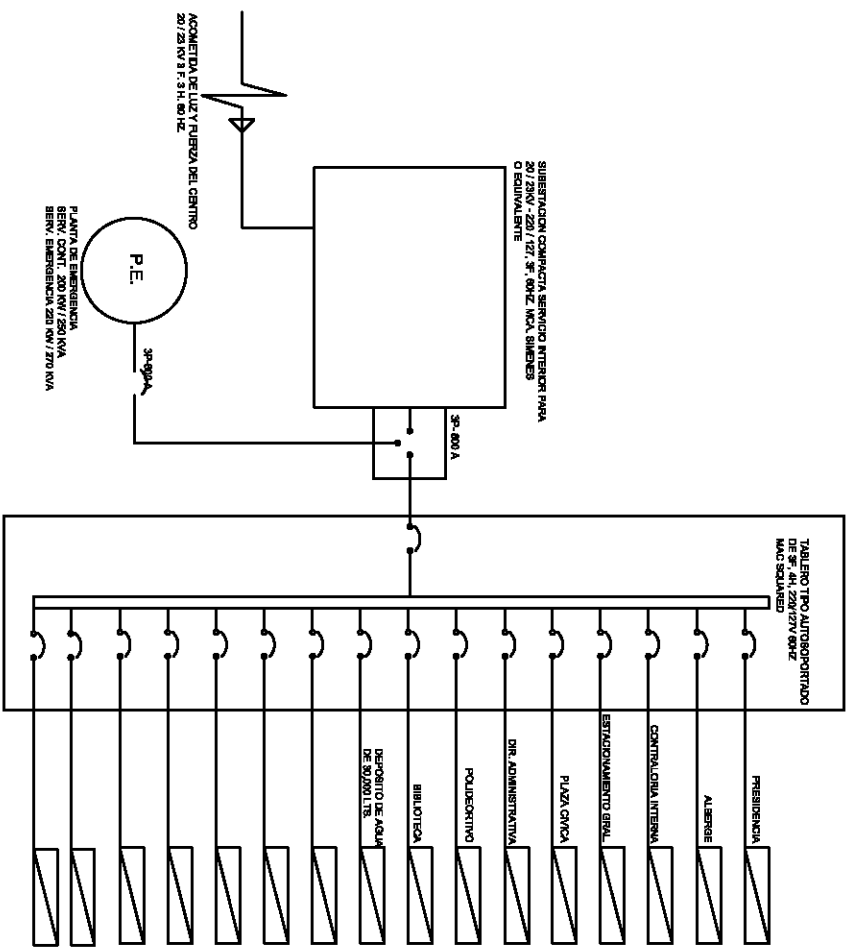 ACOMETIDA DE LUZ Y FUERZA DEL CENTRO
20 / 23 KV 3 F. 3 H. 60 HZ.
SUBESTACION COMPACTA SERVICIO INTERIOR PARA
20 / 23KV - 220 / 127, 3F, 60HZ. MCA. SIMENES
O EQUIVALENTE
P.E.
PLANTA DE EMERGENCIA
SERV. CONT. 200 KW / 250 KVA
SERV. EMERGENCIA 220 KW / 270 KVA
3P-800-A
3P- 800 A
TABLERO TIPO AUTOSOPORTADO
DE 3F, 4H, 220/127V 60HZ
MAC SQUARED
PRESIDENCIA
ALBERGE
CONTRALORIA INTERNA
ESTACIONAMIENTO GRAL.
PLAZA CIVICA
DIR. ADMINISTRATIVA
POLIDEORTIVO
BIBLIOTECA
DEPOSITO DE AGUA
DE 30,000 LTS.